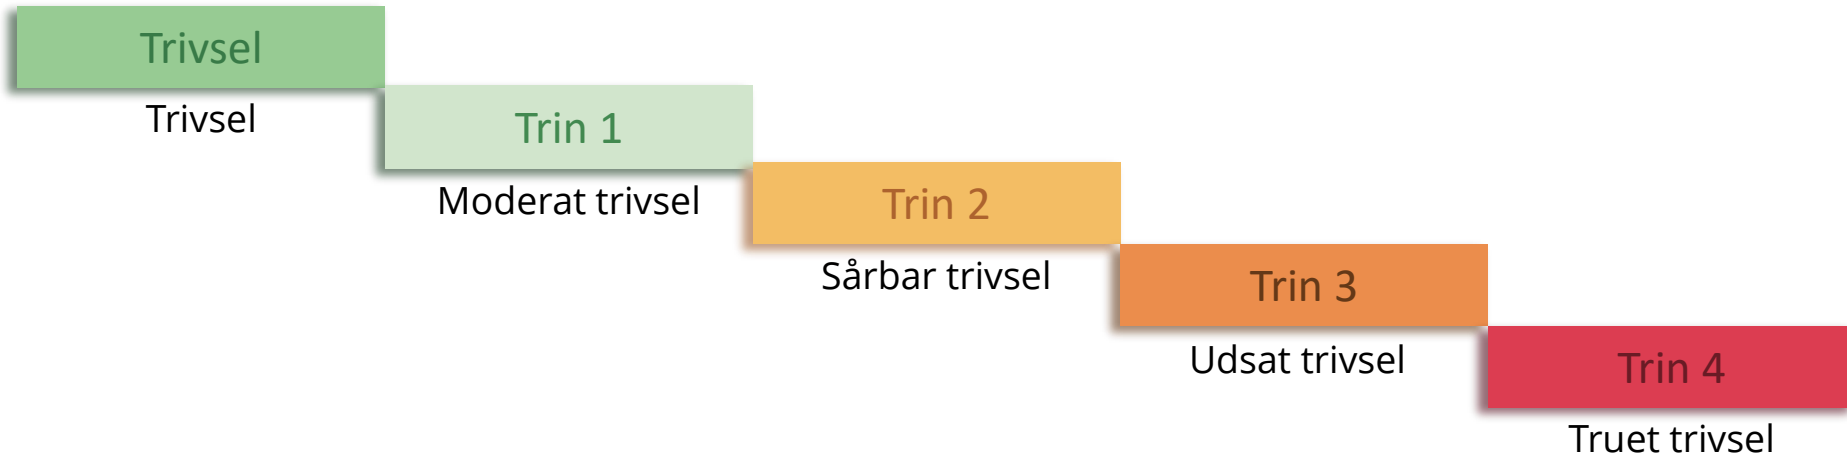 Trivsel
Trivsel
Trin 1
Moderat trivsel
Trin 2
Sårbar trivsel
Trin 3
Udsat trivsel
Trin 4
Truet trivsel